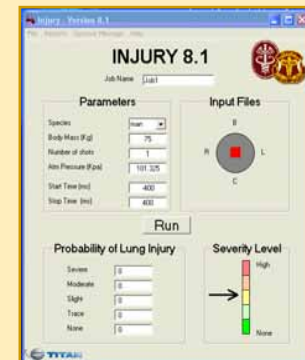 Injury - Version 8.1
File Reports Optional Message Help
INJURY 8.1
Job Name Job1
Parameters
Species man
Body Mass (Kg) 75
Number of shots 1
Atm Pressure (Kpa) 101.325
Start Time (ms) 400
Stop Time (ms) 400
Input Files
B
R L
C
Run
Probability of Lung Injury
Severe 0
Moderate 0
Slight 0
Trace 0
None 0
Severity Level
High
None
TITAN